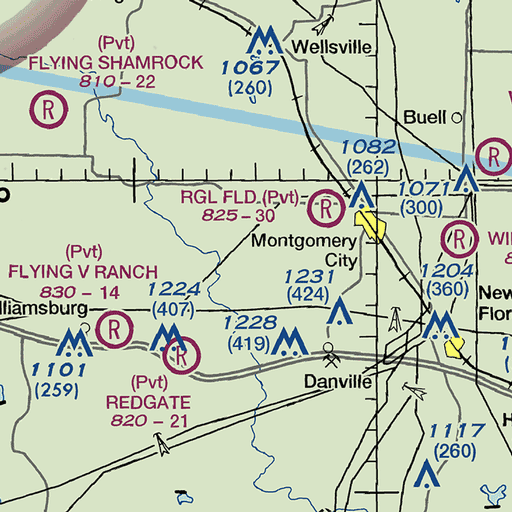 Wellsville
(Pvt)
FLYING SHAMROCK
810 - 22
1067
(260)
R
Buell
R
1082
(262)
RGL FLD (Pvt)
825 - 30
R
1071
(300)
Montgomery
City
R
WI
(Pvt)
FLYING V RANCH
830 - 14
lliamsburg
R
1224
(407)
1231
(424)
1204
(360)
New
Flor
1228
(419)
1101
(259)
R
Danville
(Pvt)
REDGATE
820 - 21
H
1117
(260)